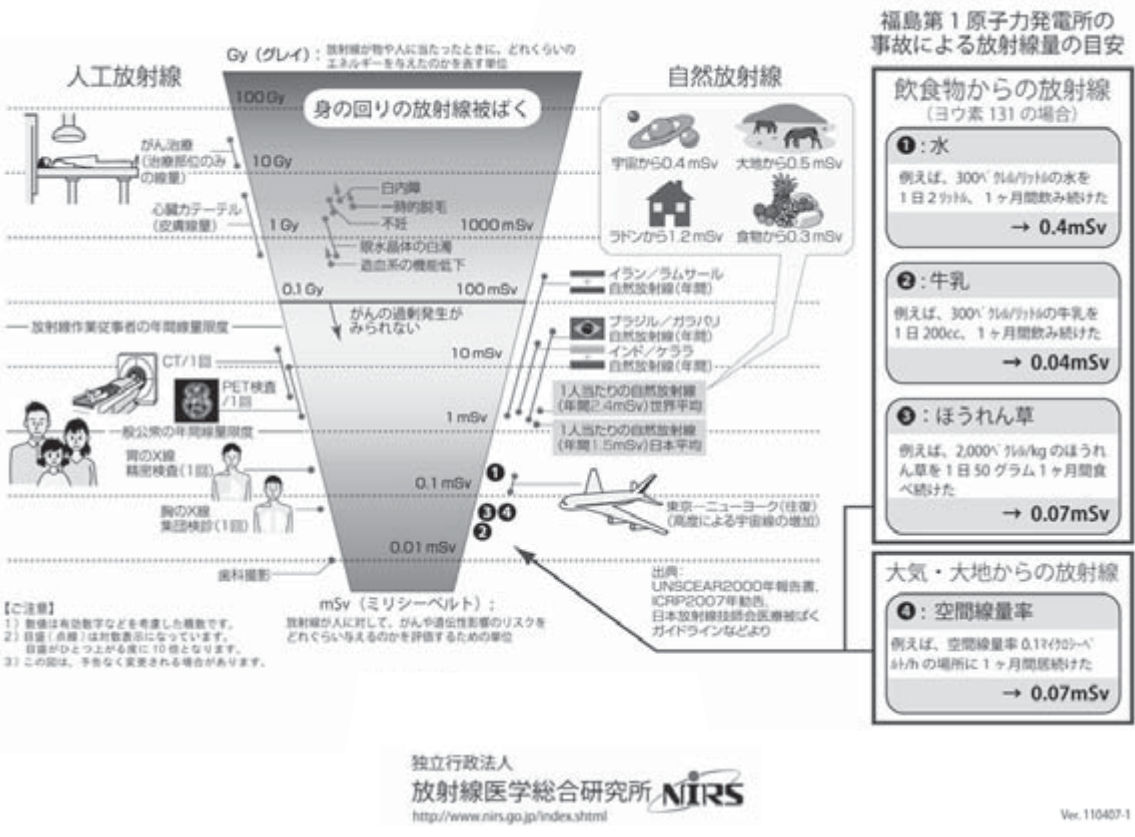 福島第1原子力発電所の
事故による放射線量の目安
Gy（グレイ）: 放射線が物や人に当たったときに、どれくらいの
エネルギーを与えたのかを表す単位
人工放射線
自然放射線
身の回りの放射線被ばく
100 Gy
10 Gy
1 Gy
0.1 Gy
1000 mSv
100 mSv
10 mSv
1 mSv
0.1 mSv
0.01 mSv
がん治療
（治療部位のみ
の線量）
心臓カテーテル
（皮膚線量）
白内障
一時的脱毛
不妊
眼水晶体の白濁
造血系の機能低下
がんの過剰発生が
みられない
放射線作業従事者の年間線量限度
CT/1回
PET検査
/1回
一般公衆の年間線量限度
胃のX線
精密検査（1回）
胸のX線
集団検診（1回）
歯科撮影
宇宙から0.4 mSv
大地から0.5 mSv
ラドンから1.2 mSv
食物から0.3 mSv
イラン／ラムサール
自然放射線（年間）
ブラジル／ガラパリ
自然放射線（年間）
インド／ケララ
自然放射線（年間）
1人当たりの自然放射線
（年間2.4mSv）世界平均
1人当たりの自然放射線
（年間1.5mSv）日本平均
❶
❸❹
❷
東京―ニューヨーク（往復）
（高度による宇宙線の増加）
出典：
UNSCEAR2000年報告書、
ICRP2007年勧告、
日本放射線技師会医療被ばく
ガイドラインなどより
mSv（ミリシーベルト）;
放射線が人に対して、がんや遺伝性影響のリスクを
どれぐらい与えるのかを評価するための単位
【ご注意】
1）数値は有効数字などを考慮した概数です。
2）目盛（点線）は対数表示になっています。
目盛がひとつ上がる度に10倍となります。
3）この図は、予告なく変更される場合があります。
飲食物からの放射線
（ヨウ素131の場合）
❶：水
例えば、300ﾍﾞｸﾚﾙ/ﾘｯﾄﾙの水を
1日2ﾘｯﾄﾙ、1ヶ月間飲み続けた
→ 0.4mSv
❷：牛乳
例えば、300ﾍﾞｸﾚﾙ/ﾘｯﾄﾙの牛乳を
1日200cc、1ヶ月間飲み続けた
→ 0.04mSv
❸：ほうれん草
例えば、2,000ﾍﾞｸﾚﾙ/kgのほうれ
ん草を1日50グラム1ヶ月間食
べ続けた
→ 0.07mSv
大気・大地からの放射線
❹：空間線量率
例えば、空間線量率0.1ﾏｲｸﾛｼｰﾍﾞ
ﾙﾄ/hの場所に1ヶ月間居続けた
→ 0.07mSv
独立行政法人
放射線医学総合研究所 NIRS
http://www.nirs.go.jp/index.shtml
Ver. 110407-1